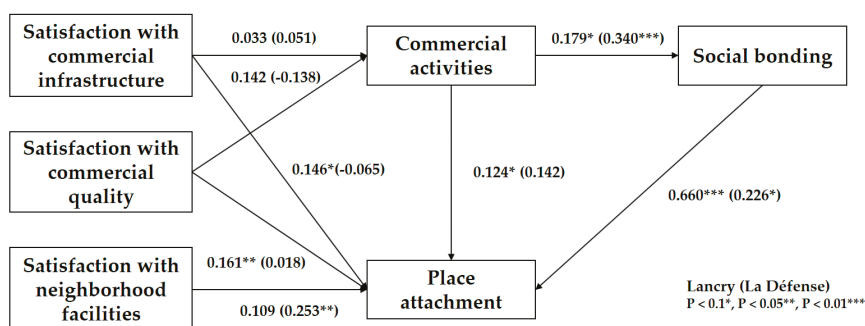 Satisfaction with
commercial
infrastructure
0.033 (0.051)
0.142 (-0.138)
Commercial
activities
0.179* (0.340***)
Social bonding
Satisfaction with
commercial
quality
0.146*(-0.065)
0.124* (0.142)
0.660*** (0.226*)
Satisfaction with
neighborhood
facilities
0.161** (0.018)
0.109 (0.253**)
Place
attachment
Lancry (La Défense)
P < 0.1*, P < 0.05**, P < 0.01***